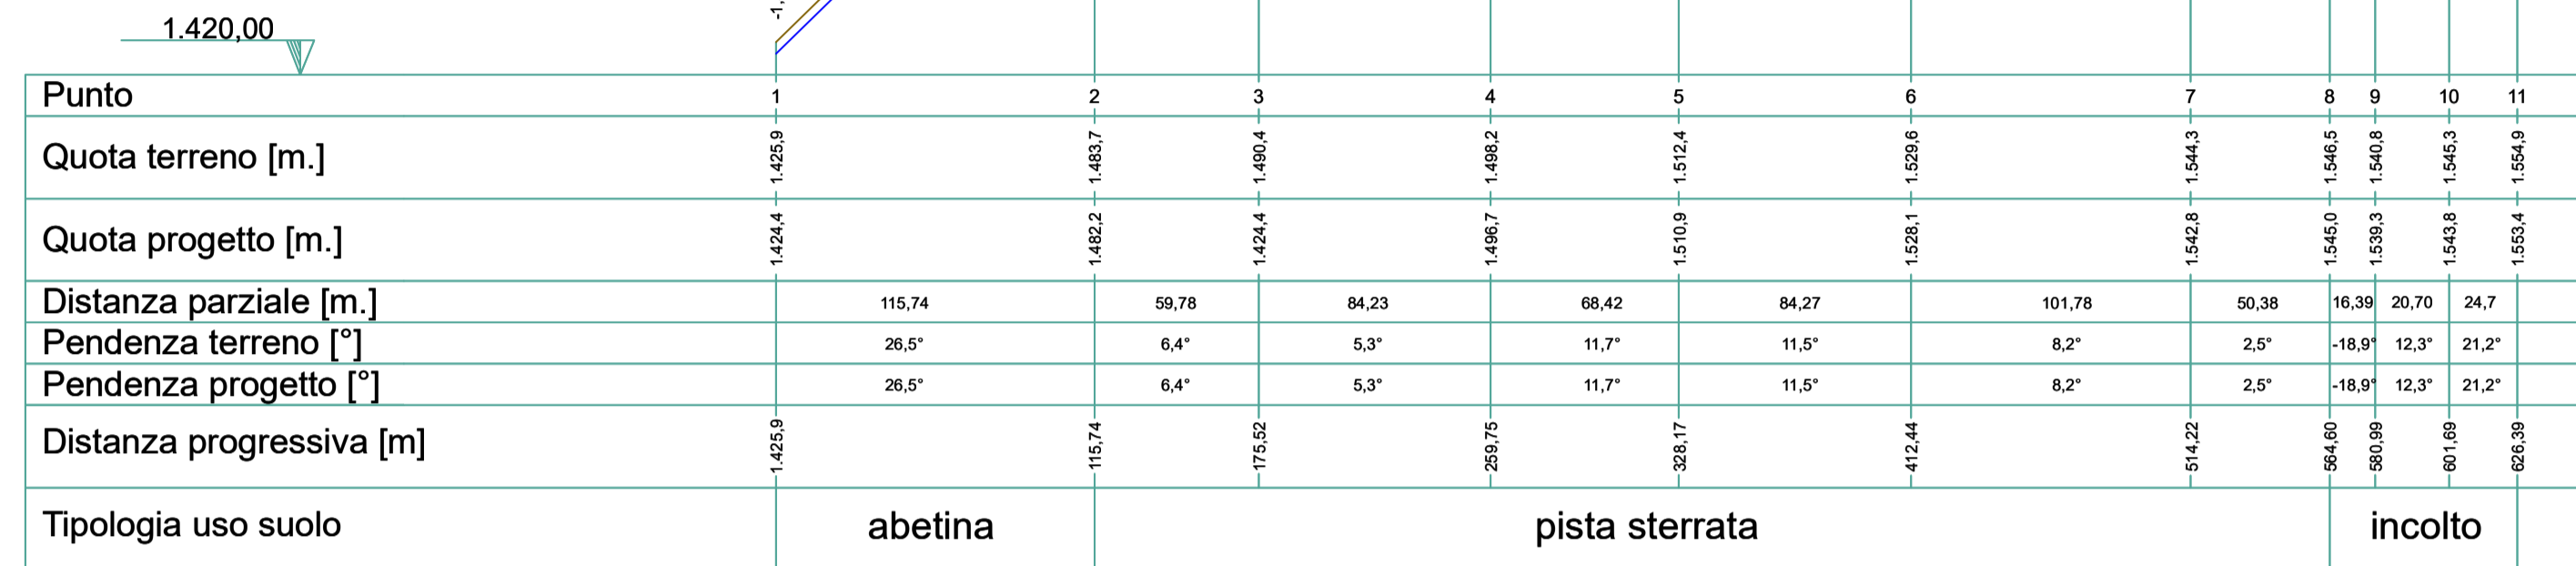 -1,
1.420,00
Punto 1 2 3 4 5 6 7 8 9 10 11
Quota terreno [m.] 1.425,9 1.483,7 1.490,4 1.498,2 1.512,4 1.529,6 1.544,3 1.546,5 1.540,8 1.545,3 1.554,9
Quota progetto [m.] 1.424,4 1.482,2 1.424,4 1.496,7 1.510,9 1.528,1 1.542,8 1.545,0 1.539,3 1.543,8 1.553,4
Distanza parziale [m.] 115,74 59,78 84,23 68,42 84,27 101,78 50,38 16,39 20,70 24,7
Pendenza terreno [°] 26,5° 6,4° 5,3° 11,7° 11,5° 8,2° 2,5° -18,9° 12,3° 21,2°
Pendenza progetto [°] 26,5° 6,4° 5,3° 11,7° 11,5° 8,2° 2,5° -18,9° 12,3° 21,2°
Distanza progressiva [m] 1.425,9 115,74 175,52 259,75 328,17 412,44 514,22 564,60 580,99 601,69 626,39
Tipologia uso suolo abetina pista sterrata incolto